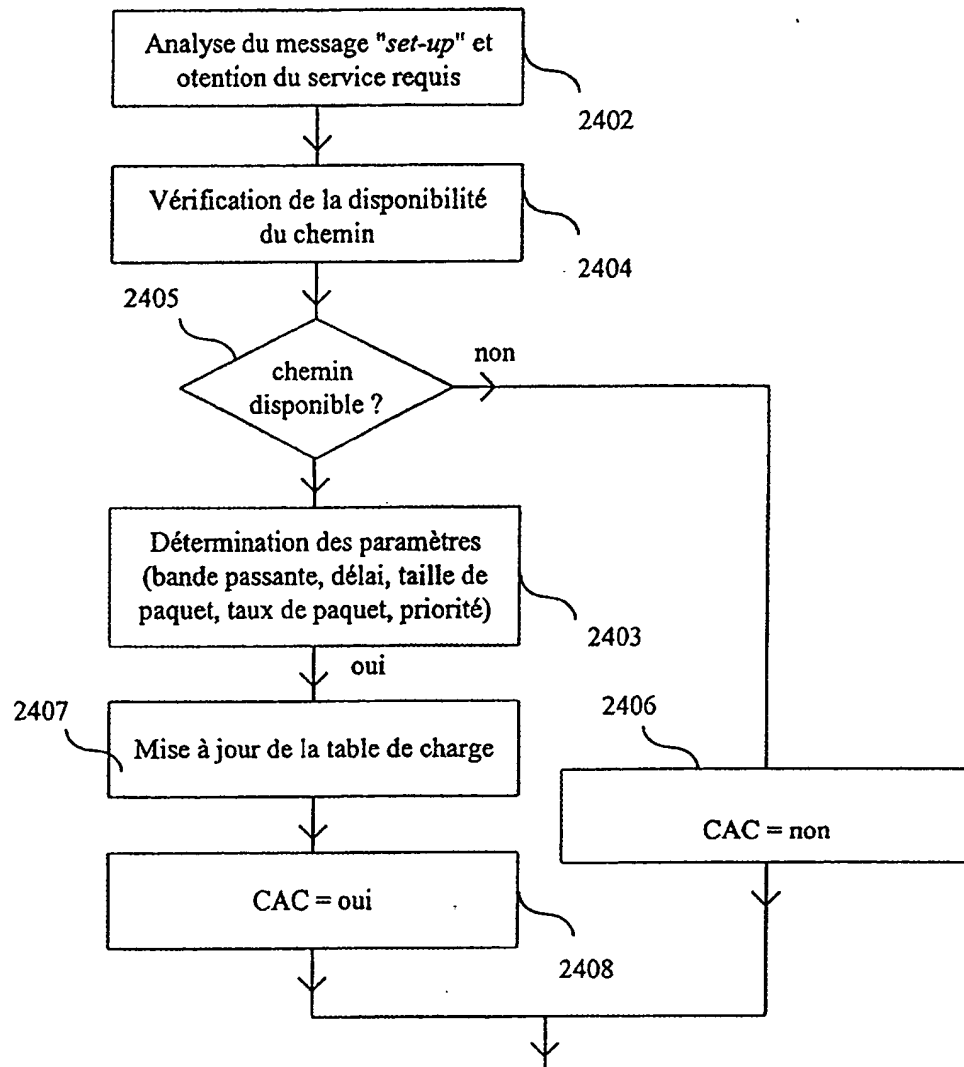 Analyse du message "set-up" et
otention du service requis
2402
Vérification de la disponibilité
du chemin
2404
2405
non
chemin
disponible ?
Détermination des paramètres
(bande passante, délai, taille de
paquet, taux de paquet, priorité)
2403
oui
2407
2406
Mise à jour de la table de charge
CAC = non
CAC = oui
2408